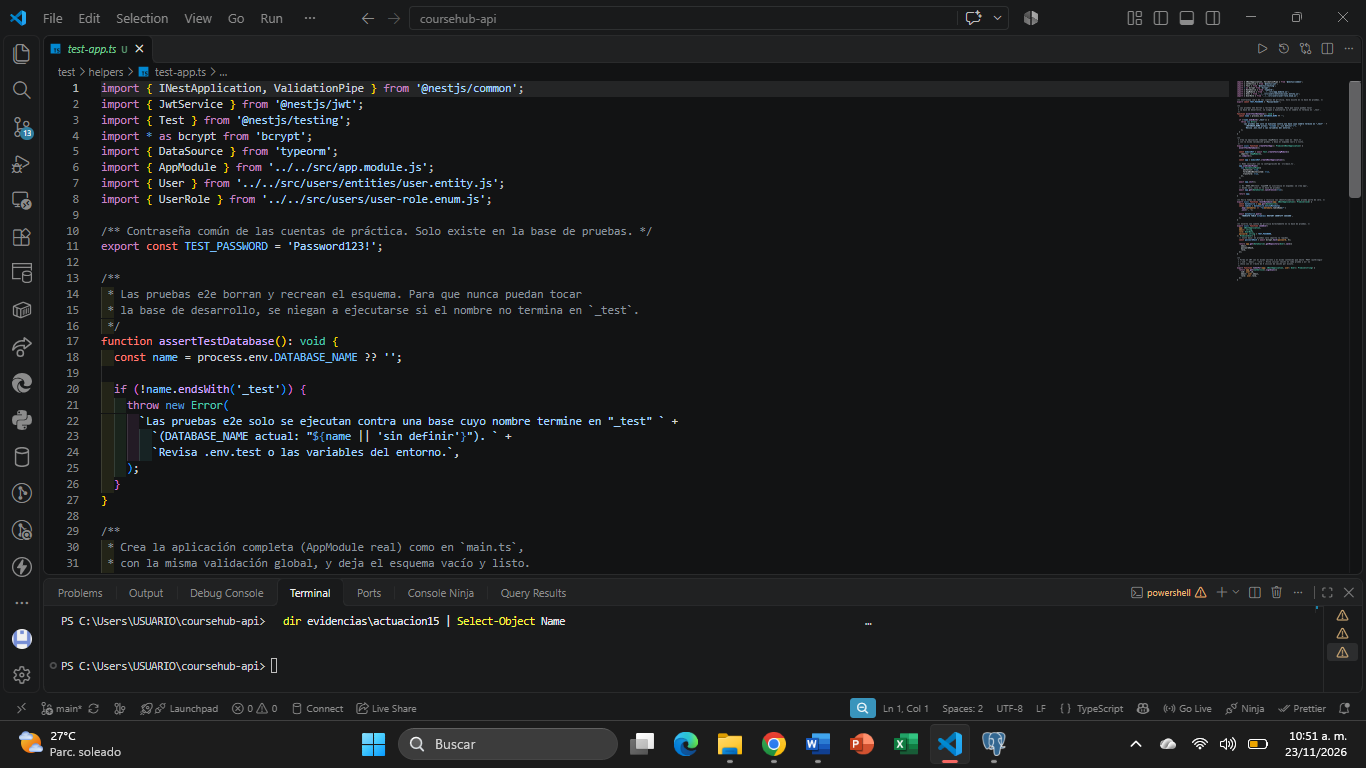 File Edit Selection View Go Run ··· coursehub-api
test-app.ts U
test > helpers > test-app.ts > ...
1 import { INestApplication, ValidationPipe } from '@nestjs/common';
2 import { JwtService } from '@nestjs/jwt';
3 import { Test } from '@nestjs/testing';
4 import * as bcrypt from 'bcrypt';
5 import { DataSource } from 'typeorm';
6 import { AppModule } from '../../src/app.module.js';
7 import { User } from '../../src/users/entities/user.entity.js';
8 import { UserRole } from '../../src/users/user-role.enum.js';
9
10 /** Contraseña común de las cuentas de práctica. Solo existe en la base de pruebas. */
11 export const TEST_PASSWORD = 'Password123!';
12
13 /**
14 * Las pruebas e2e borran y recrean el esquema. Para que nunca puedan tocar
15 * la base de desarrollo, se niegan a ejecutarse si el nombre no termina en `_test`.
16 */
17 function assertTestDatabase(): void {
18 const name = process.env.DATABASE_NAME ?? '';
19
20 if (!name.endsWith('_test')) {
21 throw new Error(
22 `Las pruebas e2e solo se ejecutan contra una base cuyo nombre termine en "_test" ` +
23 `(DATABASE_NAME actual: "${name || 'sin definir'}"). ` +
24 `Revisa .env.test o las variables del entorno.`,
25 );
26 }
27 }
28
29 /**
30 * Crea la aplicación completa (AppModule real) como en `main.ts`,
31 * con la misma validación global, y deja el esquema vacío y listo.
13
Problems Output Debug Console Terminal Ports Console Ninja Query Results powershell
PS C:\Users\USUARIO\coursehub-api> dir evidencias\actuacion15 | Select-Object Name …
PS C:\Users\USUARIO\coursehub-api>
main* Launchpad 0 0 Connect Live Share Ln 1, Col 1 Spaces: 2 UTF-8 LF {} TypeScript Go Live Ninja Prettier
27°C
Parc. soleado
Buscar
10:51 a. m.
23/11/2026